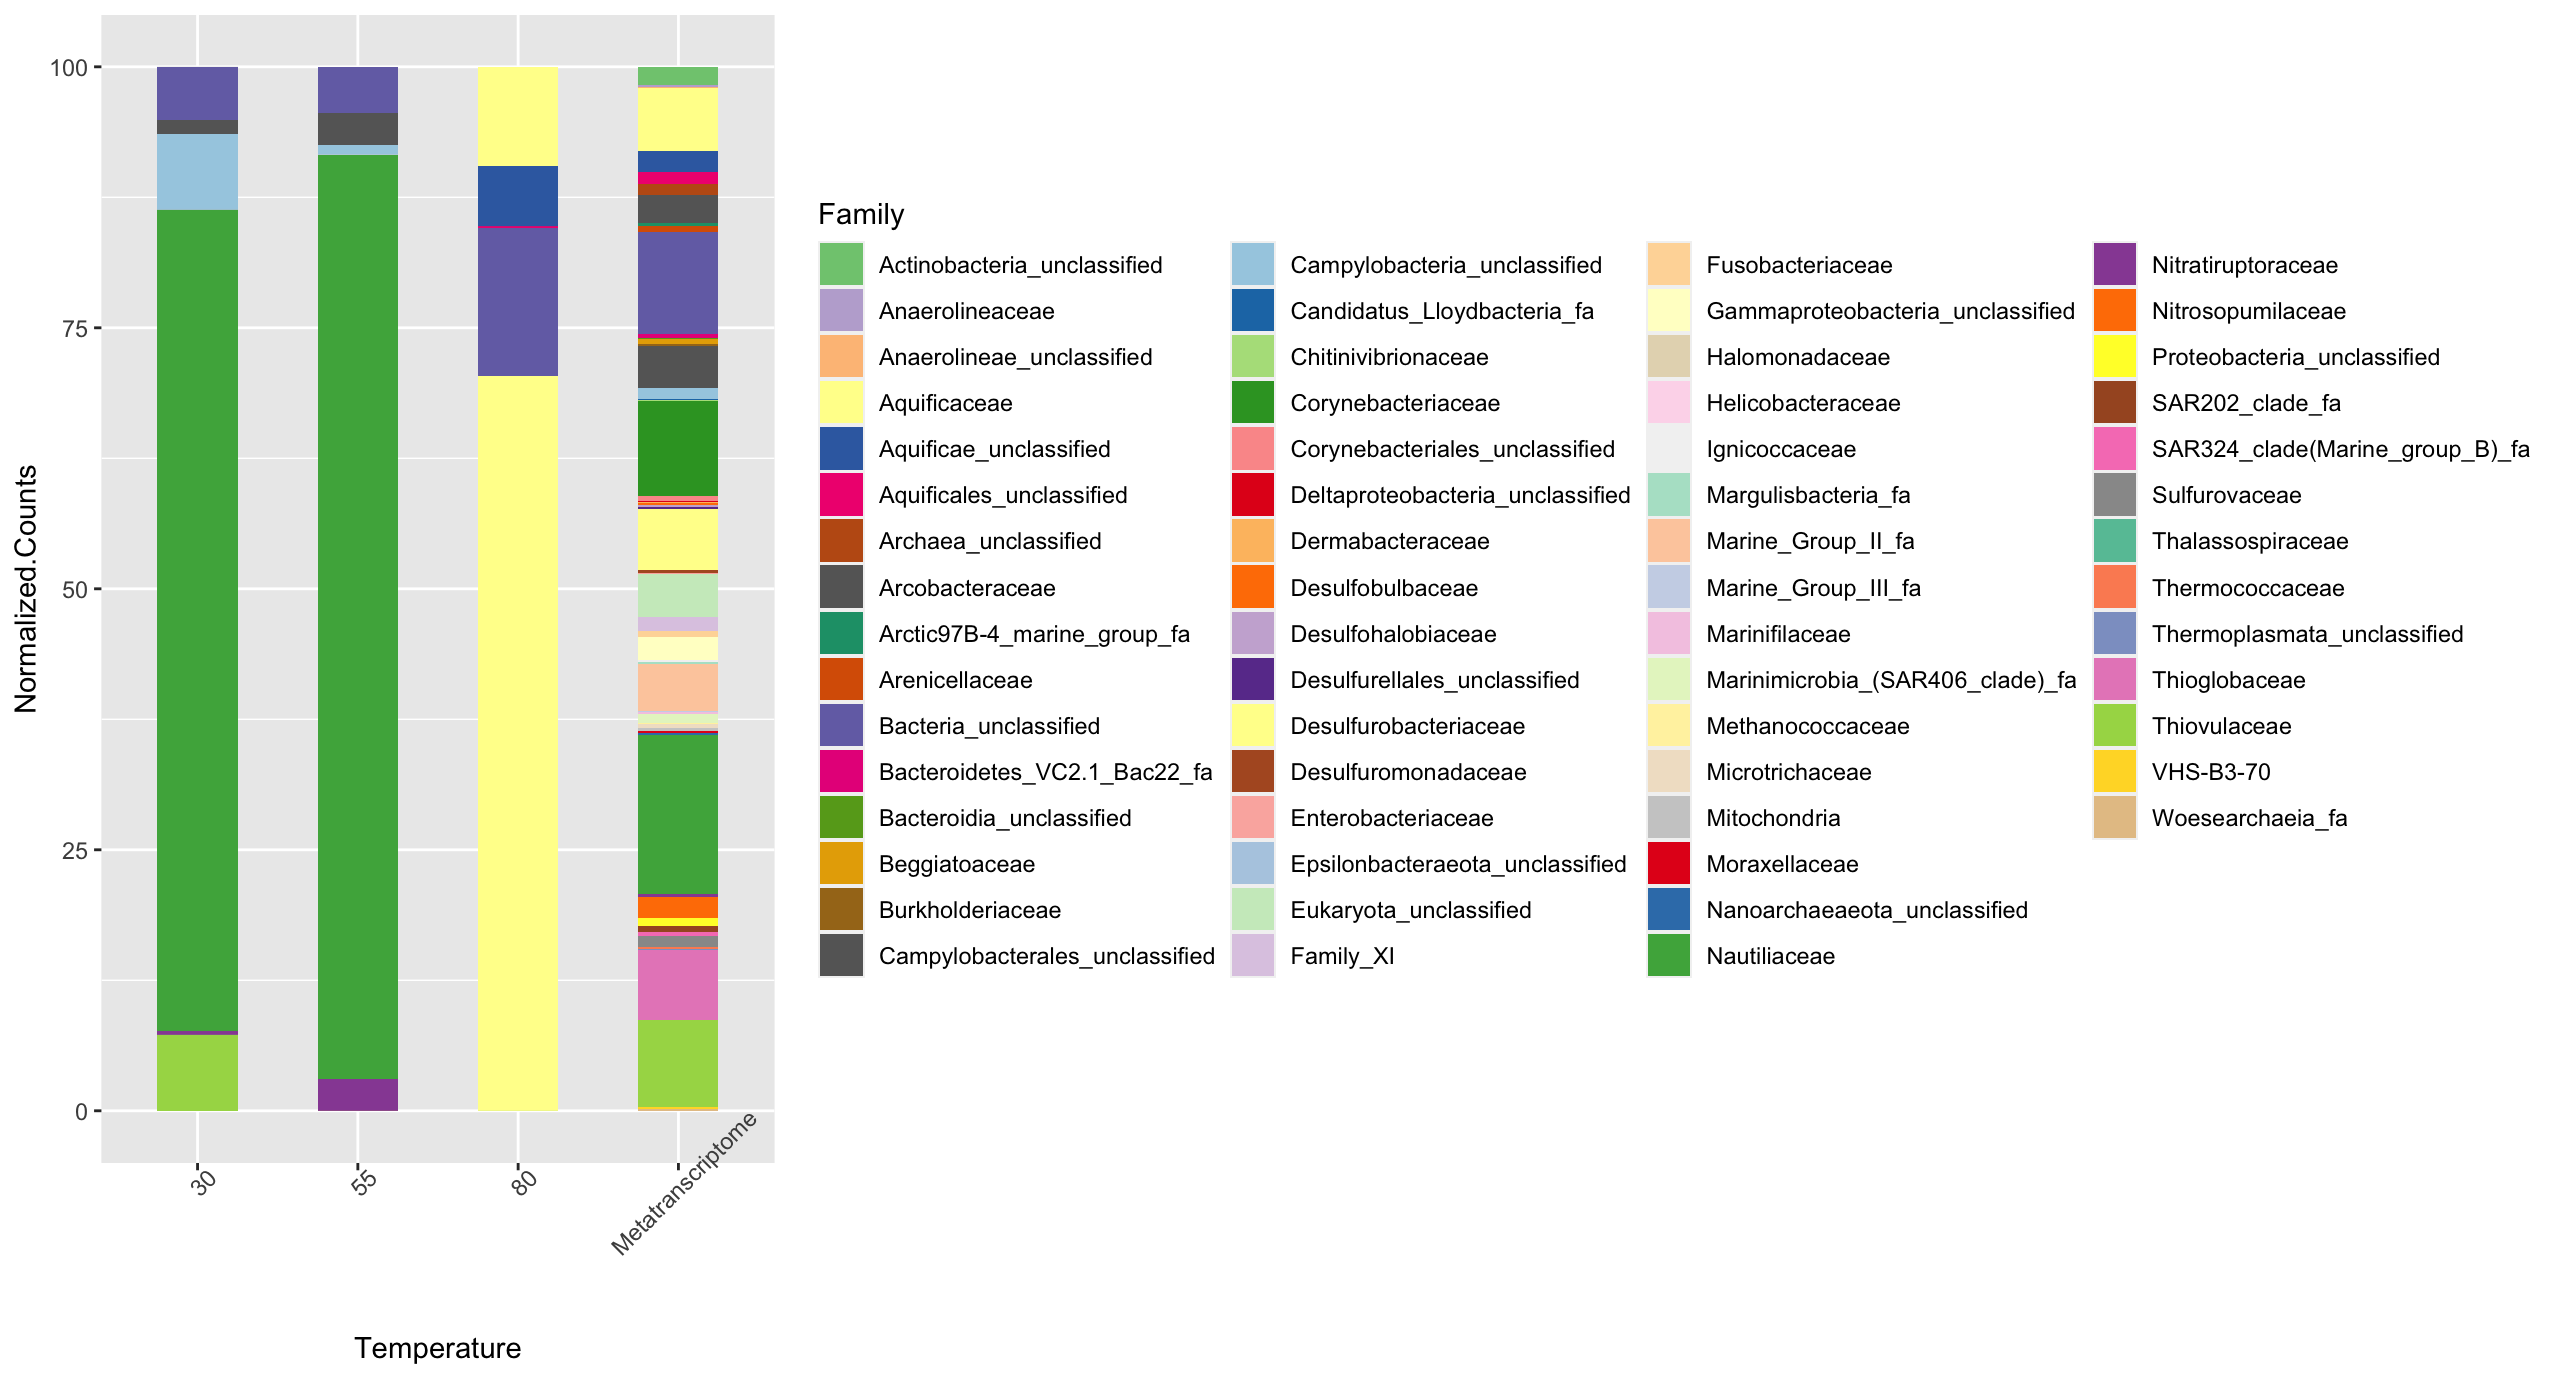 100
75
50
25
0
Normalized.Counts
30
55
80
Metatranscriptome
Temperature
Family
Actinobacteria_unclassified
Anaerolineaceae
Anaerolineae_unclassified
Aquificaceae
Aquificae_unclassified
Aquificales_unclassified
Archaea_unclassified
Arcobacteraceae
Arctic97B-4_marine_group_fa
Arenicellaceae
Bacteria_unclassified
Bacteroidetes_VC2.1_Bac22_fa
Bacteroidia_unclassified
Beggiatoaceae
Burkholderiaceae
Campylobacterales_unclassified
Campylobacteria_unclassified
Candidatus_Lloydbacteria_fa
Chitinivibrionaceae
Corynebacteriaceae
Corynebacteriales_unclassified
Deltaproteobacteria_unclassified
Dermabacteraceae
Desulfobulbaceae
Desulfohalobiaceae
Desulfurellales_unclassified
Desulfurobacteriaceae
Desulfuromonadaceae
Enterobacteriaceae
Epsilonbacteraeota_unclassified
Eukaryota_unclassified
Family_XI
Fusobacteriaceae
Gammaproteobacteria_unclassified
Halomonadaceae
Helicobacteraceae
Ignicoccaceae
Margulisbacteria_fa
Marine_Group_II_fa
Marine_Group_III_fa
Marinifilaceae
Marinimicrobia_(SAR406_clade)_fa
Methanococcaceae
Microtrichaceae
Mitochondria
Moraxellaceae
Nanoarchaeaeota_unclassified
Nautiliaceae
Nitratiruptoraceae
Nitrosopumilaceae
Proteobacteria_unclassified
SAR202_clade_fa
SAR324_clade(Marine_group_B)_fa
Sulfurovaceae
Thalassospiraceae
Thermococcaceae
Thermoplasmata_unclassified
Thioglobaceae
Thiovulaceae
VHS-B3-70
Woesearchaeia_fa